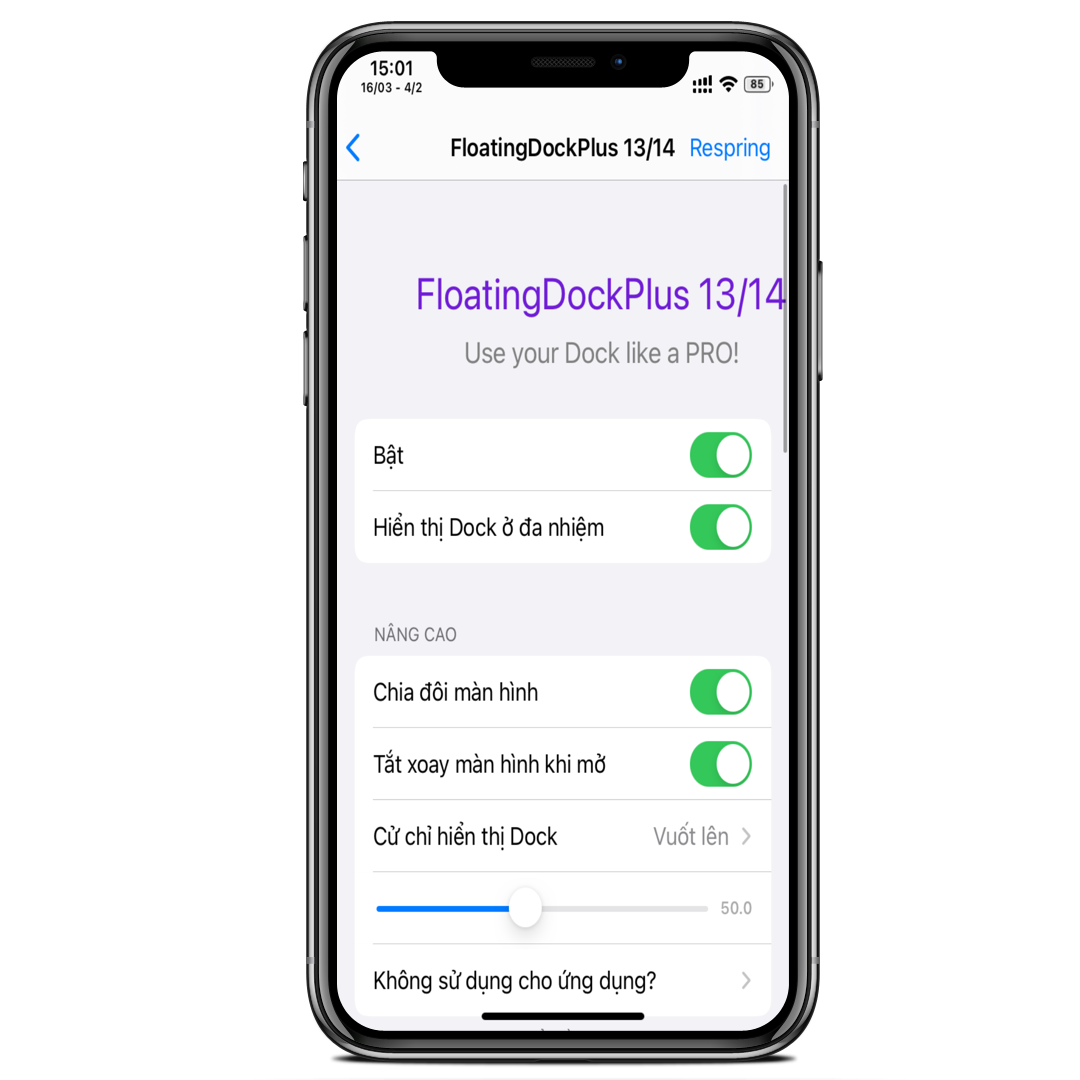 15:01
16/03 - 4/2
85
FloatingDockPlus 13/14 Respring
FloatingDockPlus 13/14
Use your Dock like a PRO!
Bật
Hiển thị Dock ở đa nhiệm
NÂNG CAO
Chia đôi màn hình
Tắt xoay màn hình khi mở
Cử chỉ hiển thị Dock Vuốt lên
50.0
Không sử dụng cho ứng dụng?